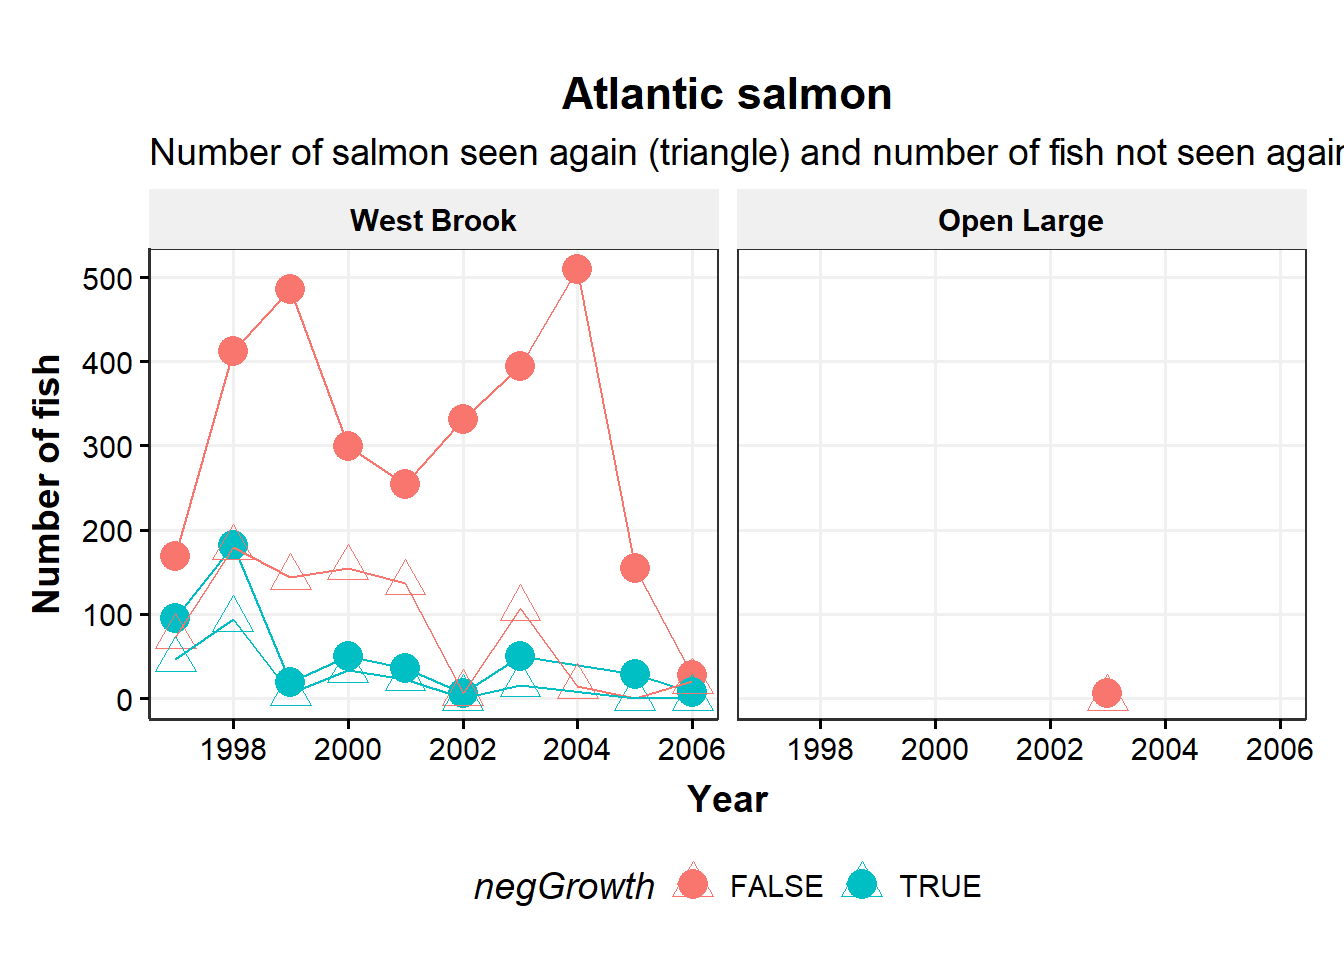 Atlantic salmon
Number of salmon seen again (triangle) and number of fish not seen again
West Brook
Open Large
500
400
300
200
100
0
Number of fish
1998 2000 2002 2004 2006
1998 2000 2002 2004 2006
Year
negGrowth FALSE TRUE